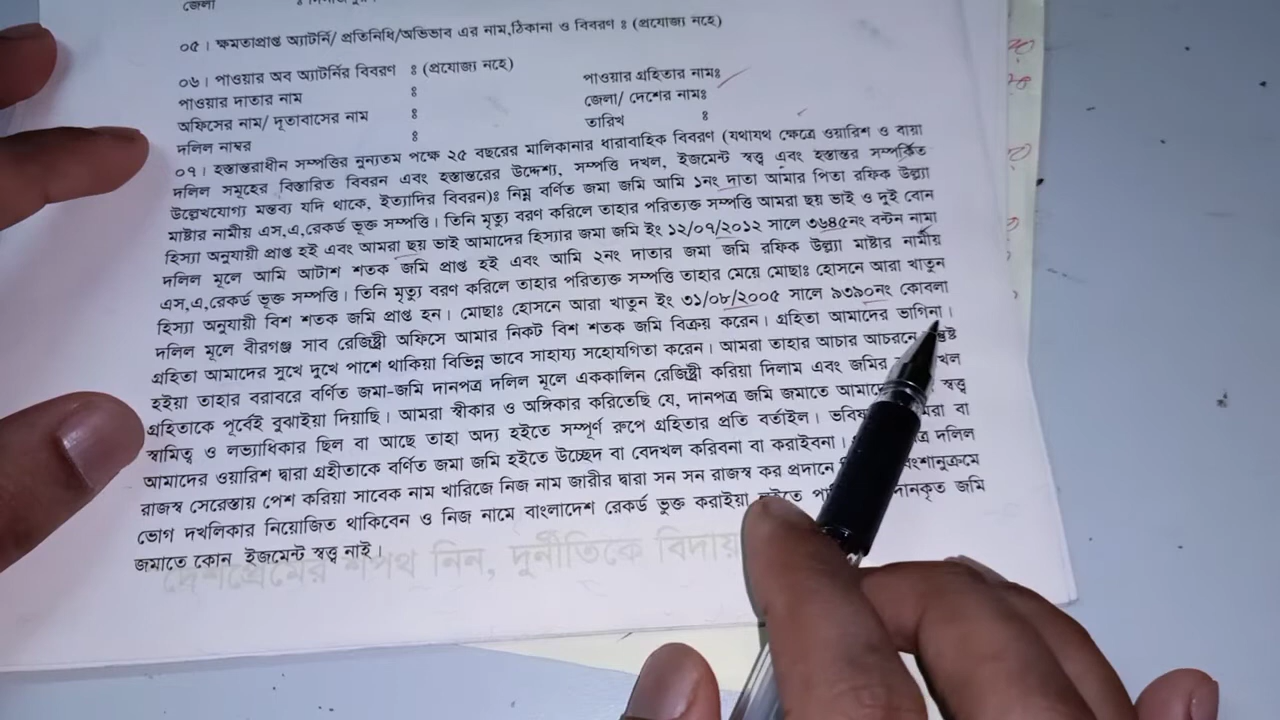 জেলা ঃ
০৫। ক্ষমতাপ্রাপ্ত অ্যাটর্নি/ প্রতিনিধি/অভিভাব এর নাম,ঠিকানা ও বিবরণ ঃ (প্রযোজ্য নহে)
০৬। পাওয়ার অব অ্যাটর্নির বিবরণ ঃ (প্রযোজ্য নহে)
পাওয়ার দাতার নাম ঃ পাওয়ার গ্রহিতার নামঃ
অফিসের নাম/ দূতাবাসের নাম ঃ জেলা/ দেশের নামঃ
দলিল নাম্বর ঃ তারিখ ঃ
০৭। হস্তান্তরাধীন সম্পত্তির নুন্যতম পক্ষে ২৫ বছরের মালিকানার ধারাবাহিক বিবরণ (যথাযথ ক্ষেত্রে ওয়ারিশ ও বায়া
দলিল সমূহের বিস্তারিত বিবরন এবং হস্তান্তরের উদ্দেশ্য, সম্পত্তি দখল, ইজমেন্ট স্বত্ত্ব এবং হস্তান্তর সম্পর্কিত
উল্লেখযোগ্য মন্তব্য যদি থাকে, ইত্যাদির বিবরন)ঃ নিম্ন বর্ণিত জমা জমি আমি ১নং দাতা আমার পিতা রফিক উল্ল্যা
মাষ্টার নামীয় এস,এ,রেকর্ড ভূক্ত সম্পত্তি। তিনি মৃত্যু বরণ করিলে তাহার পরিত্যক্ত সম্পত্তি আমরা ছয় ভাই ও দুই বোন
হিস্যা অনুযায়ী প্রাপ্ত হই এবং আমরা ছয় ভাই আমাদের হিস্যার জমা জমি ইং ১২/০৭/২০১২ সালে ৩৬৪৫নং বন্টন নামা
দলিল মূলে আমি আটাশ শতক জমি প্রাপ্ত হই এবং আমি ২নং দাতার জমা জমি রফিক উল্ল্যা মাষ্টার নামীয়
এস,এ,রেকর্ড ভূক্ত সম্পত্তি। তিনি মৃত্যু বরণ করিলে তাহার পরিত্যক্ত সম্পত্তি তাহার মেয়ে মোছাঃ হোসনে আরা খাতুন
হিস্যা অনুযায়ী বিশ শতক জমি প্রাপ্ত হন। মোছাঃ হোসনে আরা খাতুন ইং ৩১/০৮/২০০৫ সালে ৯৩৯০নং কোবলা
দলিল মূলে বীরগঞ্জ সাব রেজিষ্ট্রী অফিসে আমার নিকট বিশ শতক জমি বিক্রয় করেন। গ্রহিতা আমাদের ভাগিনা।
গ্রহিতা আমাদের সুখে দুখে পাশে থাকিয়া বিভিন্ন ভাবে সাহায্য সহোযগিতা করেন। আমরা তাহার আচার আচরনে
হইয়া তাহার বরাবরে বর্ণিত জমা-জমি দানপত্র দলিল মূলে এককালিন রেজিষ্ট্রী করিয়া দিলাম এবং জমির
গ্রহিতাকে পূর্বেই বুঝাইয়া দিয়াছি। আমরা স্বীকার ও অঙ্গিকার করিতেছি যে, দানপত্র জমি জমাতে স্বত্ত্ব
স্বামিত্ব ও লভ্যাধিকার ছিল বা আছে তাহা অদ্য হইতে সম্পূর্ণ রুপে গ্রহিতার প্রতি বর্তাইল। বা
আমাদের ওয়ারিশ দ্বারা গ্রহীতাকে বর্ণিত জমা জমি হইতে উচ্ছেদ বা বেদখল করিবনা বা করাইবনা। দলিল
রাজস্ব সেরেস্তায় পেশ করিয়া সাবেক নাম খারিজে নিজ নাম জারীর দ্বারা সন সন রাজস্ব কর প্রদানে বংশানুক্রমে
ভোগ দখলিকার নিয়োজিত থাকিবেন ও নিজ নামে বাংলাদেশ রেকর্ড ভূক্ত করাইয়া দানকৃত জমি
জমাতে কোন ইজমেন্ট স্বত্ত্ব নাই।
দেশপ্রেমের শপথ নিন, দুর্নীতিকে বিদায়